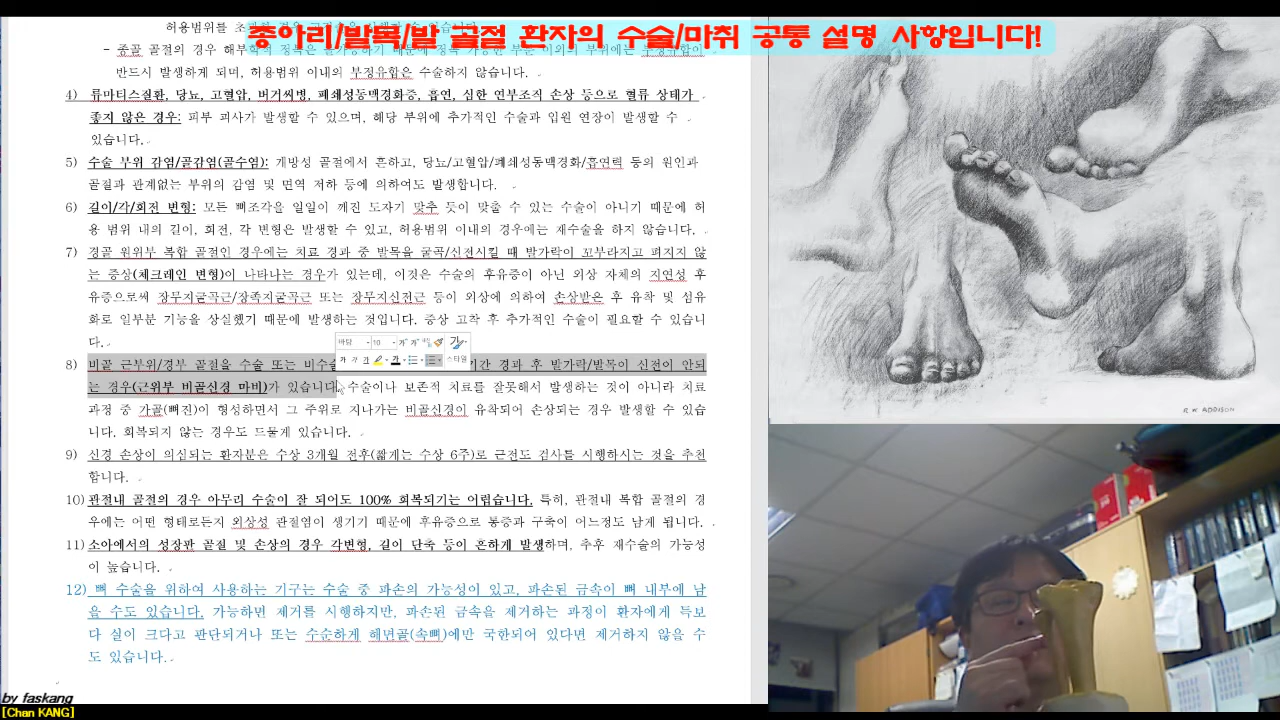 종아리/발목/발 골절 환자의 수술/마취 공통 설명 사항입니다!
허용범위를
- 종골 골절의 경우
반드시 발생하게 되며, 허용범위 이내의 부정유합은 수술하지 않습니다.
4) 류마티스질환, 당뇨, 고혈압, 버거씨병, 폐쇄성동맥경화증, 흡연, 심한 연부조직 손상 등으로 혈류 상태가
좋지 않은 경우: 피부 괴사가 발생할 수 있으며, 해당 부위에 추가적인 수술과 입원 연장이 발생할 수
있습니다.
5) 수술 부위 감염/골감염(골수염): 개방성 골절에서 흔하고, 당뇨/고혈압/폐쇄성동맥경화/흡연력 등의 원인과
골절과 관계없는 부위의 감염 및 면역 저하 등에 의하여도 발생합니다.
6) 길이/각/회전 변형: 모든 뼈조각을 일일이 깨진 도자기 맞추 듯이 맞출 수 있는 수술이 아니기 때문에 허
용 범위 내의 길이, 회전, 각 변형은 발생할 수 있고, 허용범위 이내의 경우에는 재수술을 하지 않습니다.
7) 경골 원위부 복합 골절인 경우에는 치료 경과 중 발목을 굴곡/신전시킬 때 발가락이 꼬부라지고 펴지지 않
는 증상(체크레인 변형)이 나타나는 경우가 있는데, 이것은 수술의 후유증이 아닌 외상 자체의 지연성 후
유증으로써 장무지굴곡근/장족지굴곡근 또는 장무지신전근 등이 외상에 의하여 손상받은 후 유착 및 섬유
화로 일부분 기능을 상실했기 때문에 발생하는 것입니다. 증상 고착 후 추가적인 수술이 필요할 수 있습니
다.
바탕 10 스타일
8) 비골 근부위/경부 골절을 수술 또는 미수술 기간 경과 후 발가락/발목이 신전이 안되
는 경우(근위부 비골신경 마비)가 있습니다. 수술이나 보존적 치료를 잘못해서 발생하는 것이 아니라 치료
과정 중 가골(뼈진)이 형성하면서 그 주위로 지나가는 비골신경이 유착되어 손상되는 경우 발생할 수 있습
니다. 회복되지 않는 경우도 드물게 있습니다.
9) 신경 손상이 의심되는 환자분은 수상 3개월 전후(짧게는 수상 6주)로 근전도 검사를 시행하시는 것을 추천
합니다.
10) 관절내 골절의 경우 아무리 수술이 잘 되어도 100% 회복되기는 어렵습니다. 특히, 관절내 복합 골절의 경
우에는 어떤 형태로든지 외상성 관절염이 생기기 때문에 후유증으로 통증과 구축이 어느정도 남게 됩니다.
11) 소아에서의 성장판 골절 및 손상의 경우 각변형, 길이 단축 등이 흔하게 발생하며, 추후 재수술의 가능성
이 높습니다.
12) 뼈 수술을 위하여 사용하는 기구는 수술 중 파손의 가능성이 있고, 파손된 금속이 뼈 내부에 남
을 수도 있습니다. 가능하면 제거를 시행하지만, 파손된 금속을 제거하는 과정이 환자에게 득보
다 실이 크다고 판단되거나 또는 수순하게 해면골(속뼈)에만 국한되어 있다면 제거하지 않을 수
도 있습니다.
R K ADDISON
by faskang
[Chan KANG]